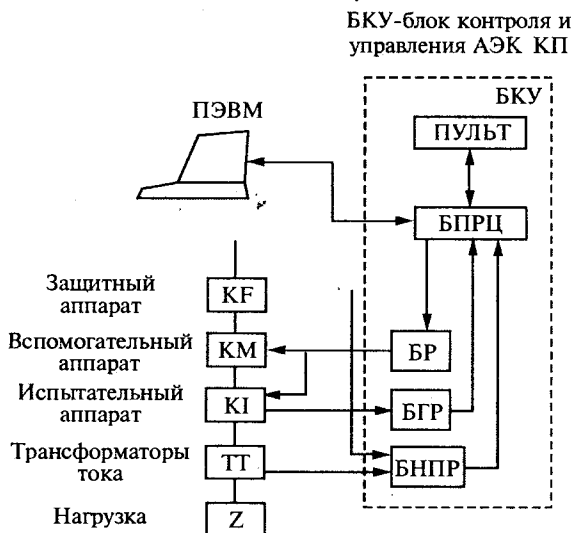 БКУ-блок контроля и
управления АЭК КП
БКУ
ПЭВМ
ПУЛЬТ
БПРЦ
Защитный
аппарат
KF
Вспомогательный
аппарат
KM
БР
Испытательный
аппарат
KI
БГР
Трансформаторы
тока
ТТ
БНПР
Нагрузка
Z